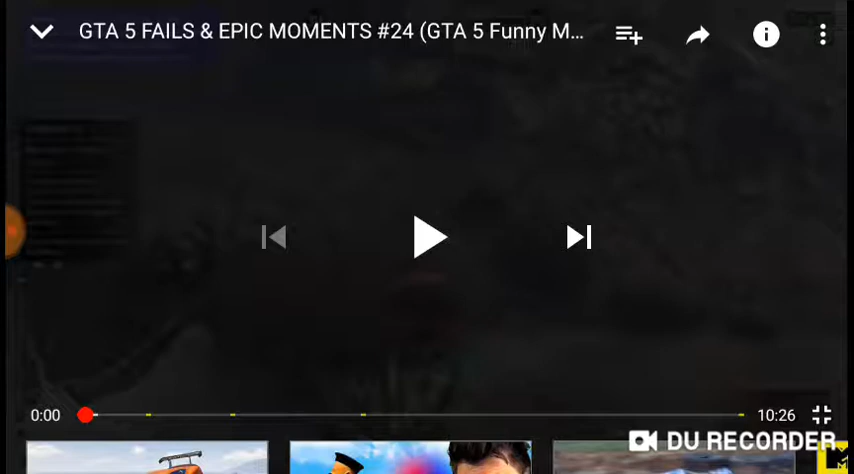 GTA 5 FAILS & EPIC MOMENTS #24 (GTA 5 Funny M...
0:00
10:26
DU RECORDER